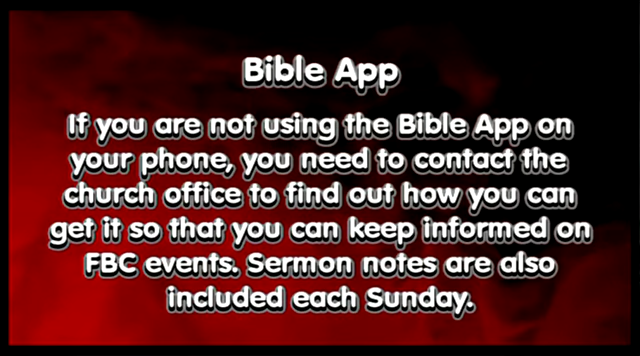 Bible App
If you are not using the Bible App on
your phone, you need to contact the
church office to find out how you can
get it so that you can keep informed on
FBC events. Sermon notes are also
included each Sunday.